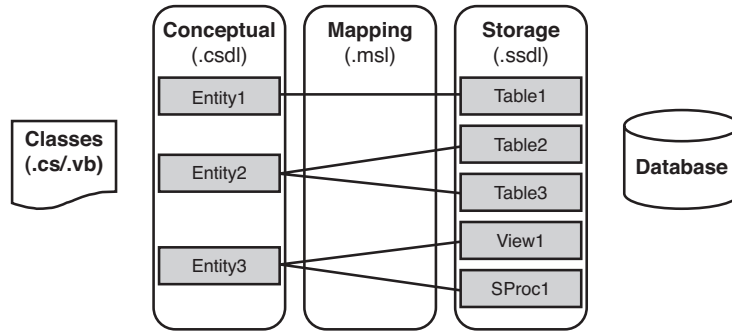 Conceptual
(.csdl)
Mapping
(.msl)
Storage
(.ssdl)
Entity1
Table1
Classes
(.cs/.vb)
Entity2
Table2
Table3
Database
Entity3
View1
SProc1